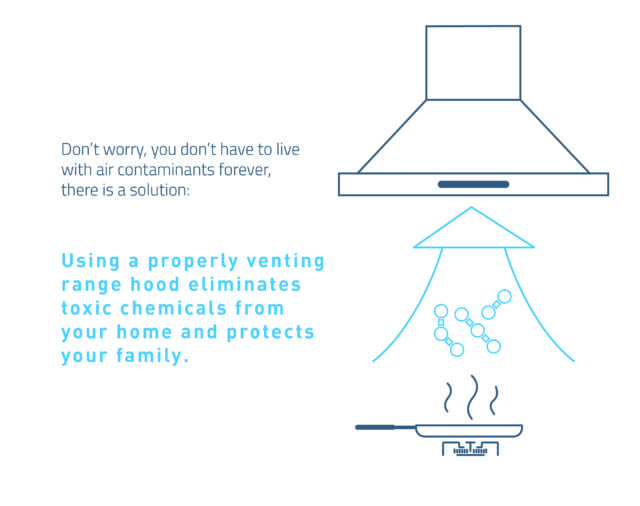 Don't worry, you don't have to live
with air contaminants forever,
there is a solution:
Using a properly venting
range hood eliminates
toxic chemicals from
your home and protects
your family.